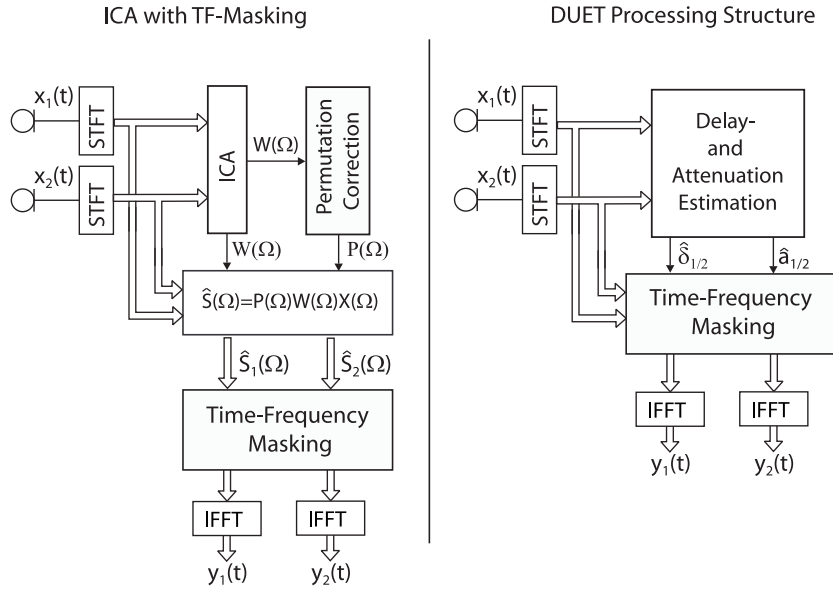 ICA with TF-Masking
x₁(t)
STFT
x₂(t)
STFT
ICA
W(Ω)
Permutation
Correction
W(Ω)
P(Ω)
Ŝ(Ω)=P(Ω)W(Ω)X(Ω)
Ŝ₁(Ω)
Ŝ₂(Ω)
Time-Frequency
Masking
IFFT
IFFT
y₁(t)
y₂(t)
DUET Processing Structure
x₁(t)
STFT
x₂(t)
STFT
Delay-
and
Attenuation
Estimation
δ̂₁/₂
â₁/₂
Time-Frequency
Masking
IFFT
IFFT
y₁(t)
y₂(t)